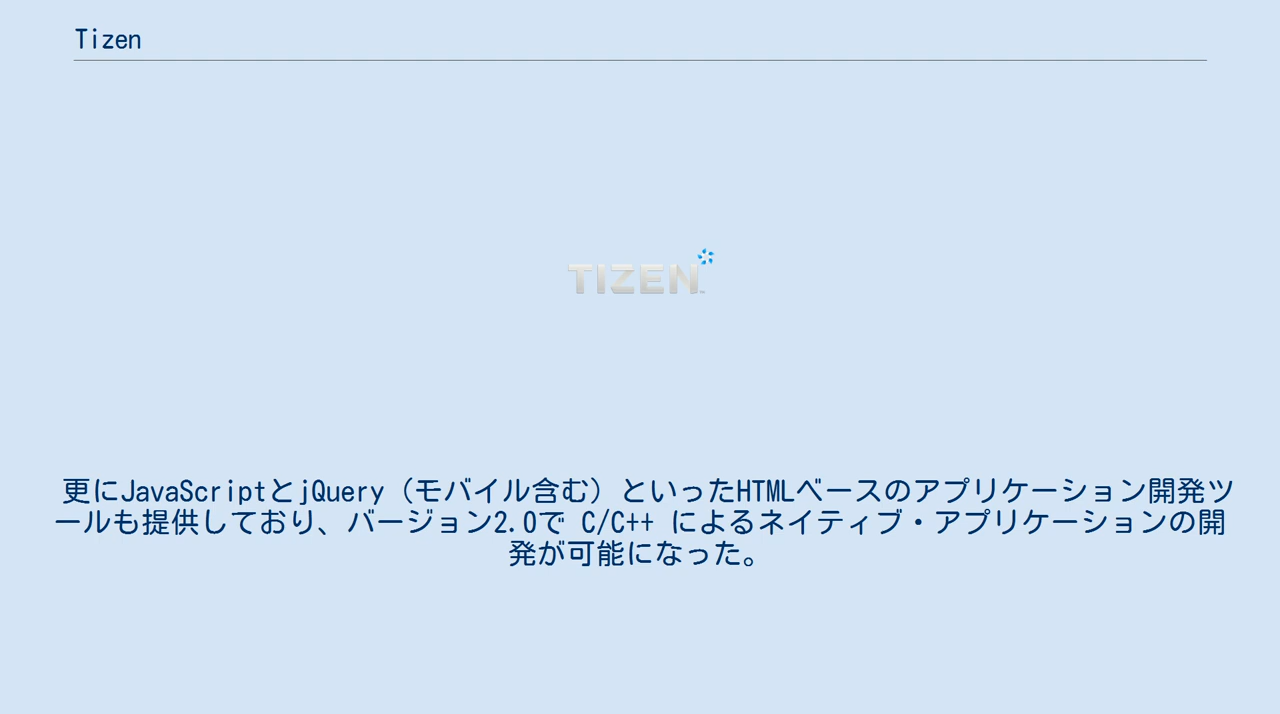 Tizen
TIZEN™
更にJavaScriptとjQuery（モバイル含む）といったHTMLベースのアプリケーション開発ツ
ールも提供しており、バージョン2.0で C/C++ によるネイティブ・アプリケーションの開
発が可能になった。